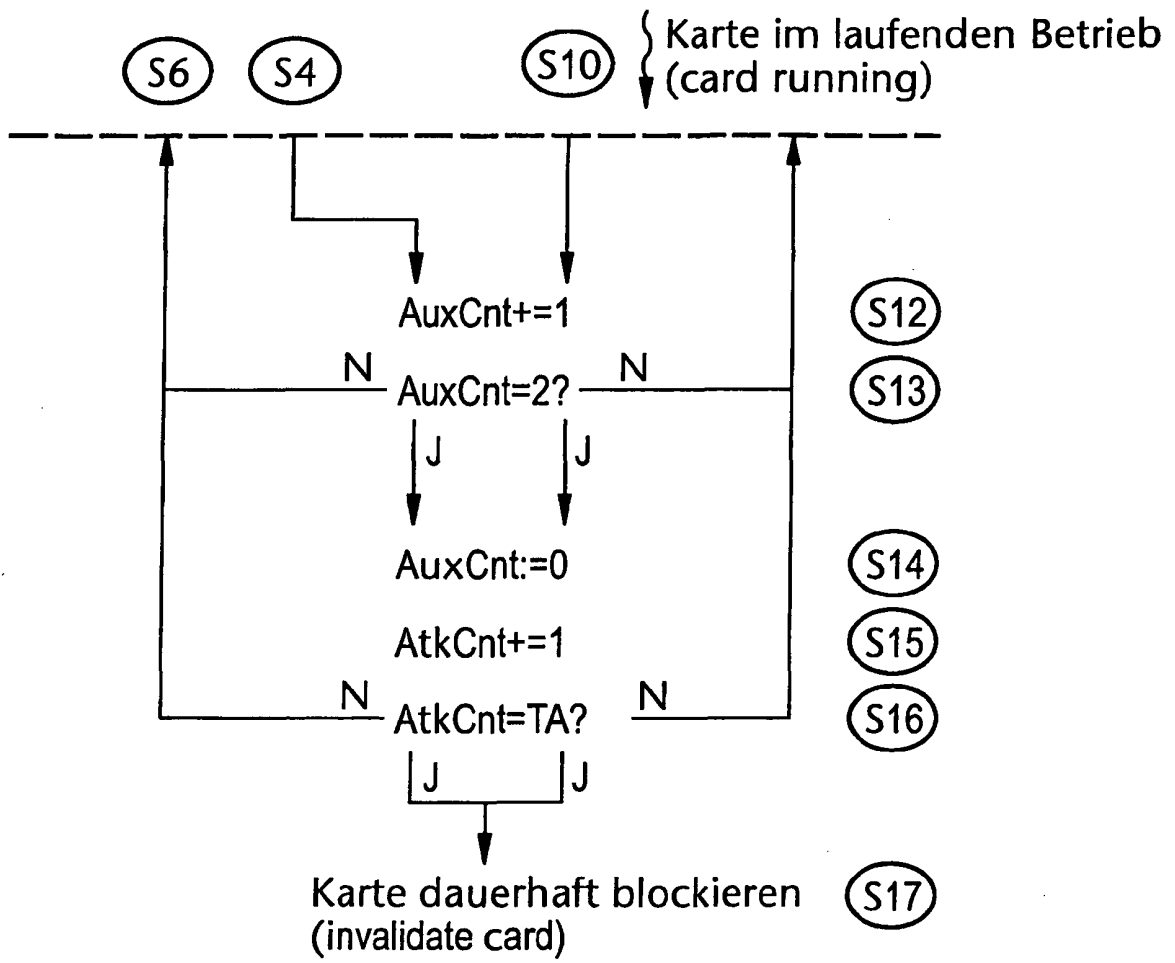 S6 S4 S10 Karte im laufenden Betrieb
(card running)
AuxCnt+=1 S12
N AuxCnt=2? N S13
J J
AuxCnt:=0 S14
AtkCnt+=1 S15
N AtkCnt=TA? N S16
J J
Karte dauerhaft blockieren S17
(invalidate card)